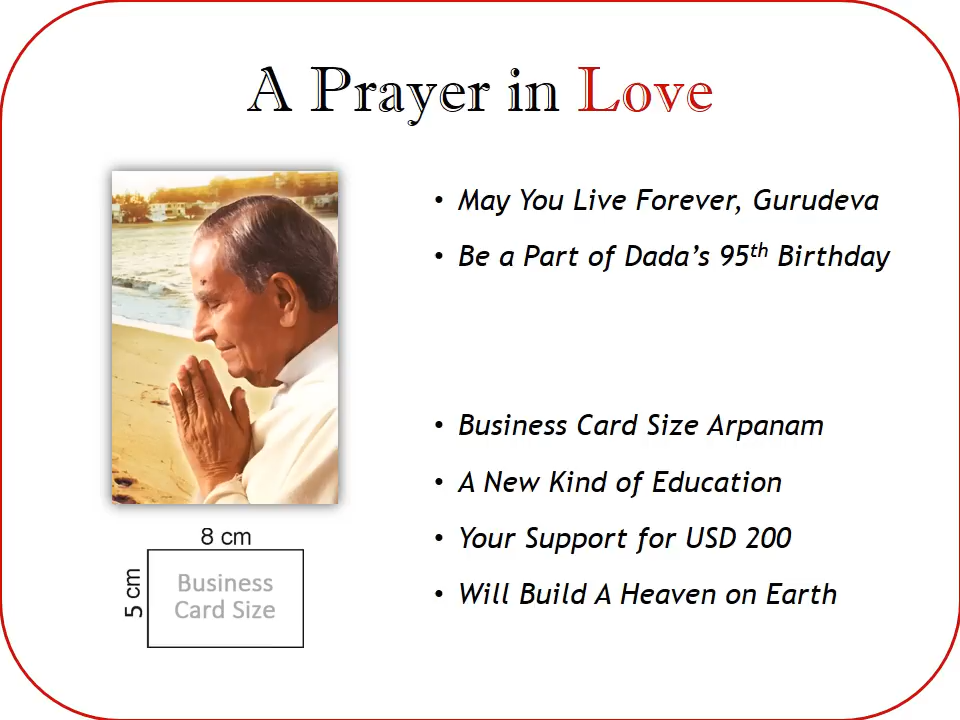 A Prayer in Love
• May You Live Forever, Gurudeva
• Be a Part of Dada’s 95th Birthday
• Business Card Size Arpanam
• A New Kind of Education
• Your Support for USD 200
• Will Build A Heaven on Earth
8 cm
5 cm
Business
Card Size